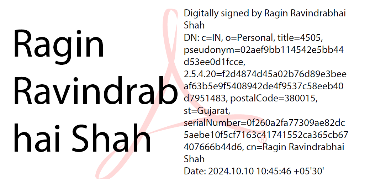 Ragin
Ravindrab
hai Shah
Digitally signed by Ragin Ravindrabhai
Shah
DN: c=IN, o=Personal, title=4505,
pseudonym=02aef9bb114542e5bb44
d53ee0d1fcce,
2.5.4.20=f2d4874d45a02b76d89e3bee
af63b5e9f5408942de4f9537c58eeb40
d7951483, postalCode=380015,
st=Gujarat,
serialNumber=0f260a2fa77309ae82dc
5aebe10f5cf7163c41741552ca365cb67
407666b44d6, cn=Ragin Ravindrabhai
Shah
Date: 2024.10.10 10:45:46 +05'30'